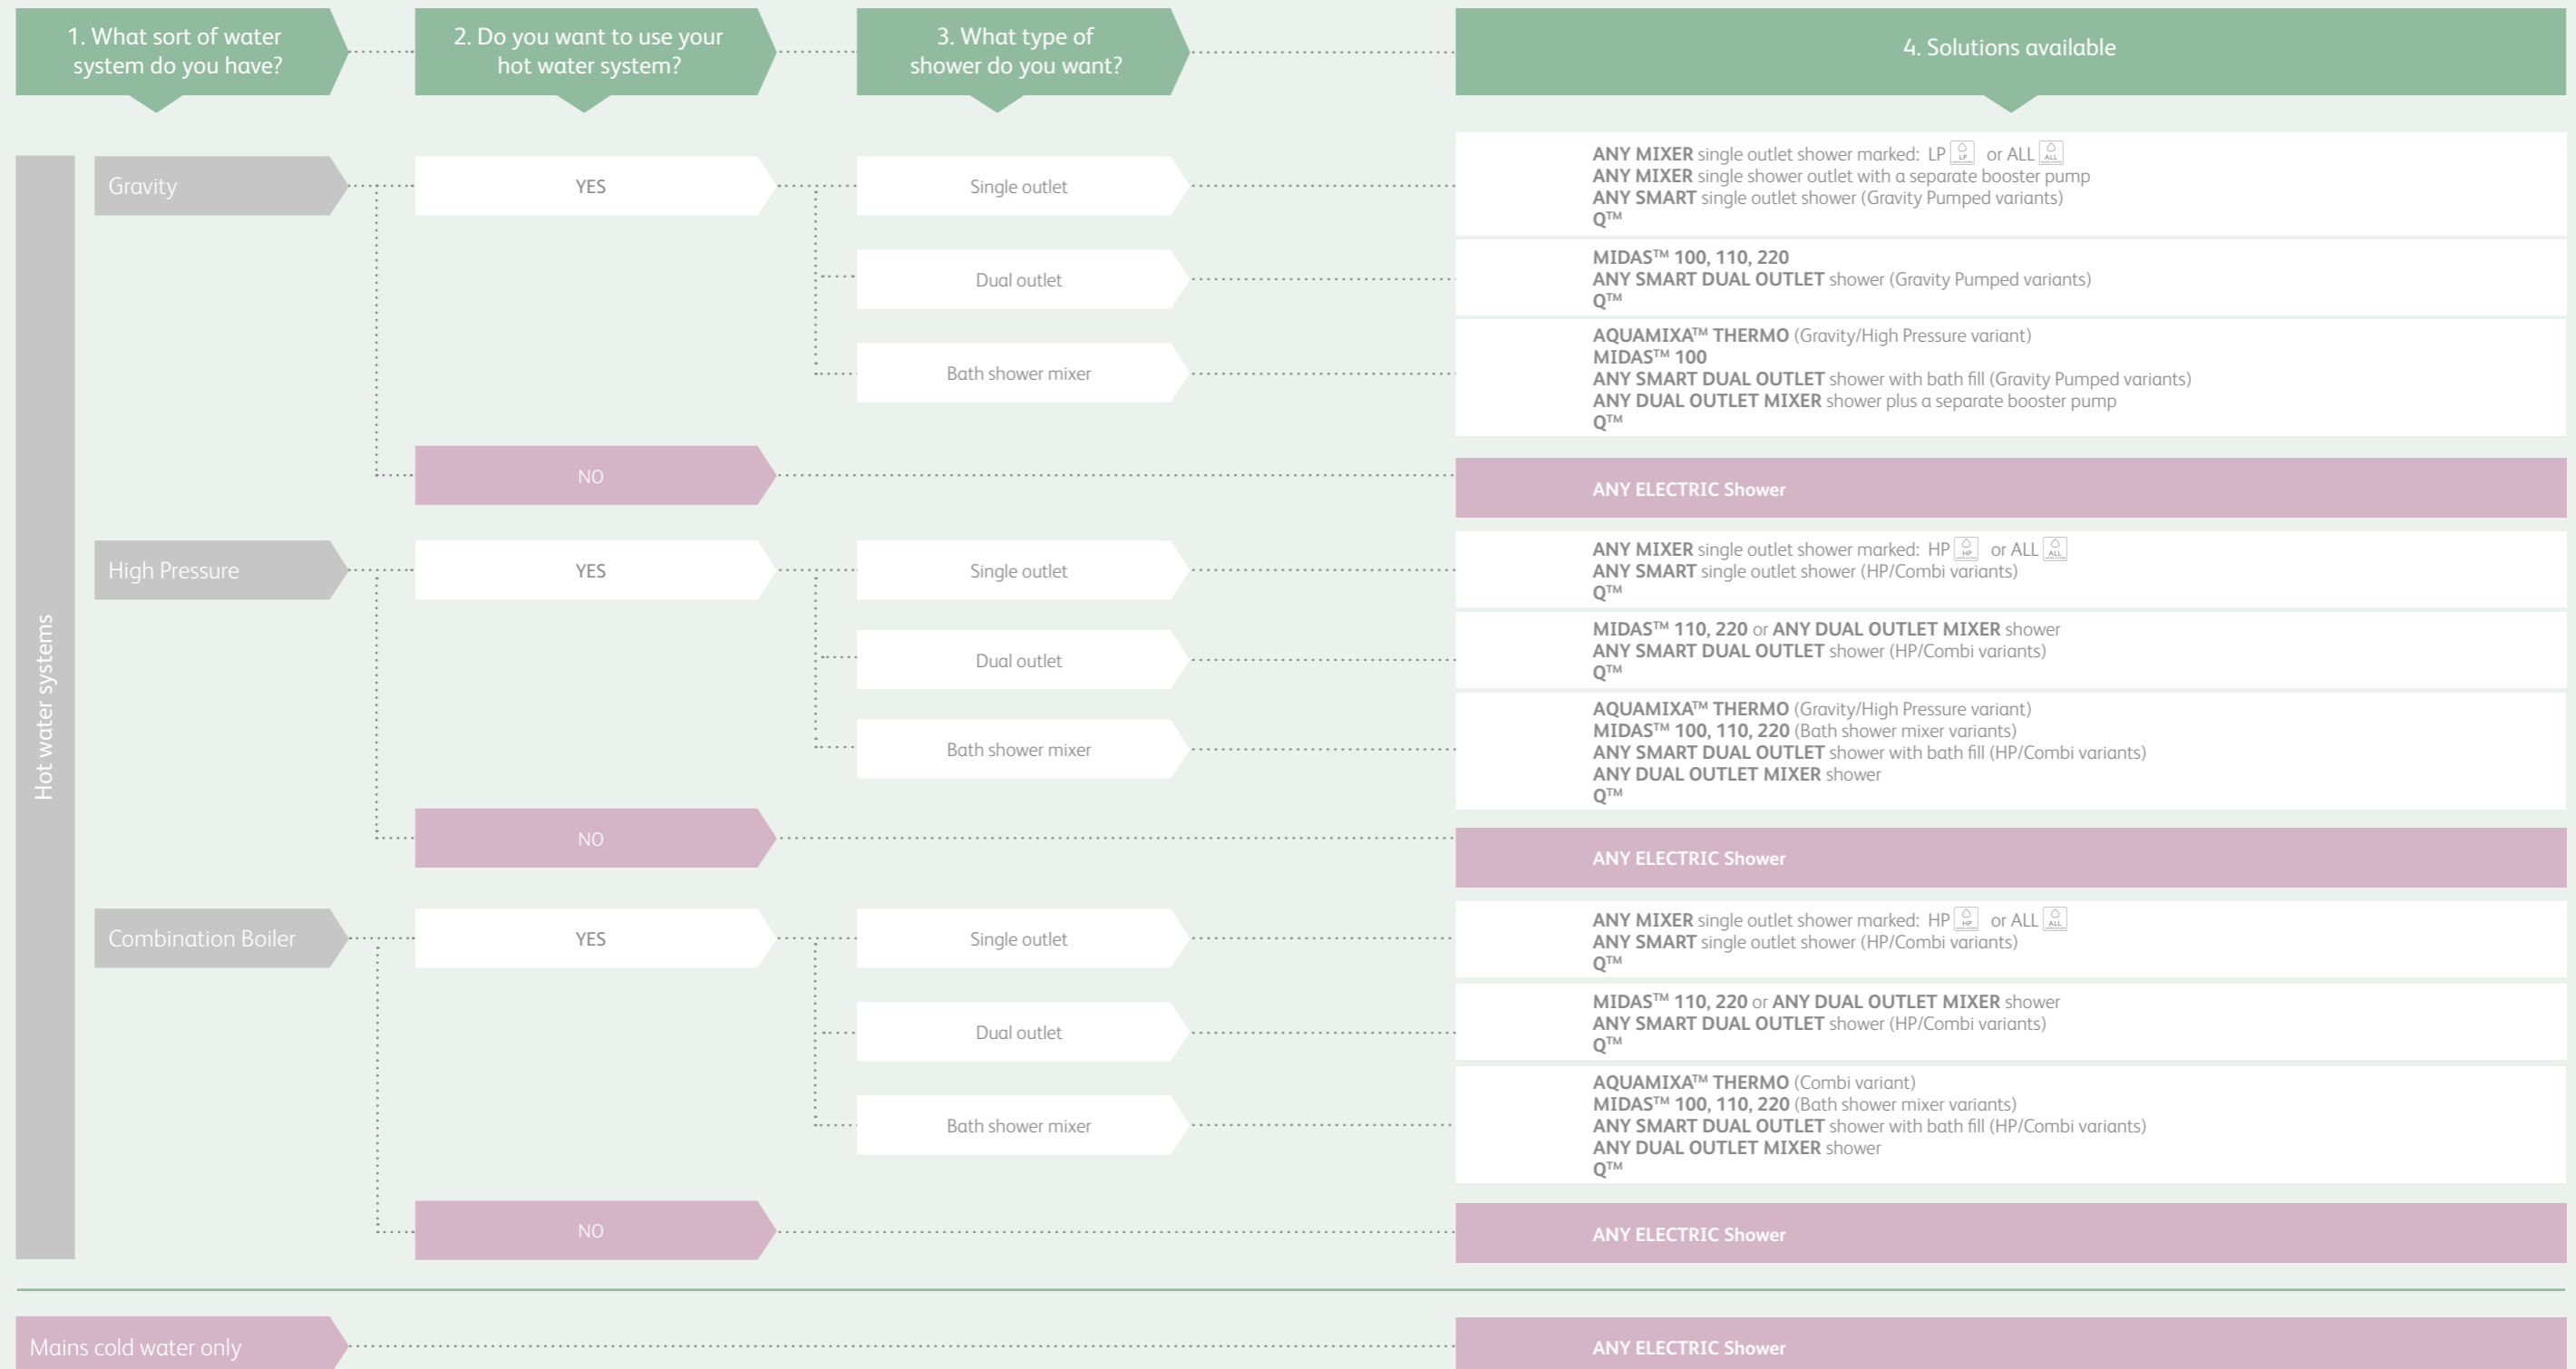 1. What sort of water
system do you have?
2. Do you want to use your
hot water system?
3. What type of
shower do you want?
4. Solutions available
Hot water systems
Gravity
YES
Single outlet
ANY MIXER single outlet shower marked: LP LP or ALL ALL
ANY MIXER single shower outlet with a separate booster pump
ANY SMART single outlet shower (Gravity Pumped variants)
Q™
Dual outlet
MIDAS™ 100, 110, 220
ANY SMART DUAL OUTLET shower (Gravity Pumped variants)
Q™
Bath shower mixer
AQUAMIXA™ THERMO (Gravity/High Pressure variant)
MIDAS™ 100
ANY SMART DUAL OUTLET shower with bath fill (Gravity Pumped variants)
ANY DUAL OUTLET MIXER shower plus a separate booster pump
Q™
NO
ANY ELECTRIC Shower
High Pressure
YES
Single outlet
ANY MIXER single outlet shower marked: HP HP or ALL ALL
ANY SMART single outlet shower (HP/Combi variants)
Q™
Dual outlet
MIDAS™ 110, 220 or ANY DUAL OUTLET MIXER shower
ANY SMART DUAL OUTLET shower (HP/Combi variants)
Q™
Bath shower mixer
AQUAMIXA™ THERMO (Gravity/High Pressure variant)
MIDAS™ 100, 110, 220 (Bath shower mixer variants)
ANY SMART DUAL OUTLET shower with bath fill (HP/Combi variants)
ANY DUAL OUTLET MIXER shower
Q™
NO
ANY ELECTRIC Shower
Combination Boiler
YES
Single outlet
ANY MIXER single outlet shower marked: HP HP or ALL ALL
ANY SMART single outlet shower (HP/Combi variants)
Q™
Dual outlet
MIDAS™ 110, 220 or ANY DUAL OUTLET MIXER shower
ANY SMART DUAL OUTLET shower (HP/Combi variants)
Q™
Bath shower mixer
AQUAMIXA™ THERMO (Combi variant)
MIDAS™ 100, 110, 220 (Bath shower mixer variants)
ANY SMART DUAL OUTLET shower with bath fill (HP/Combi variants)
ANY DUAL OUTLET MIXER shower
Q™
NO
ANY ELECTRIC Shower
Mains cold water only
ANY ELECTRIC Shower